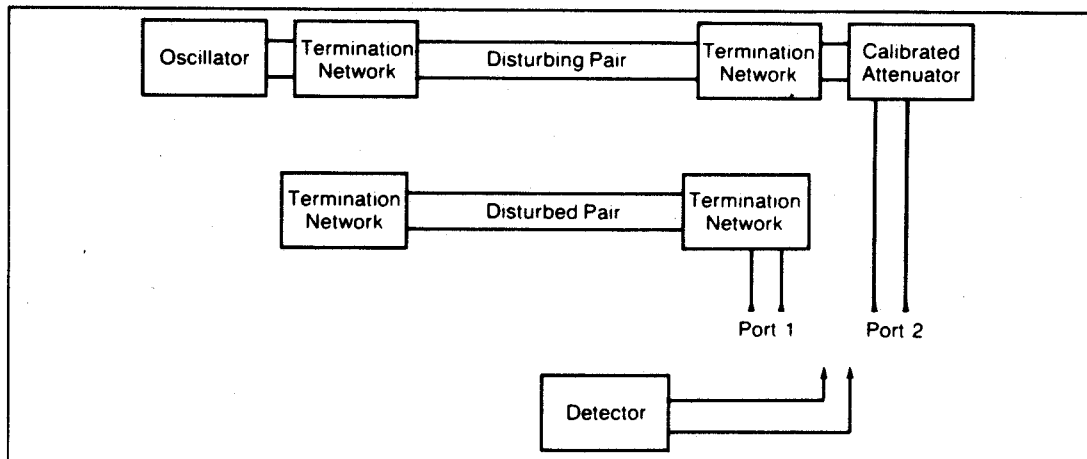 Oscillator
Termination
Network
Disturbing Pair
Termination
Network
Calibrated
Attenuator
Termination
Network
Disturbed Pair
Termination
Network
Port 1
Port 2
Detector